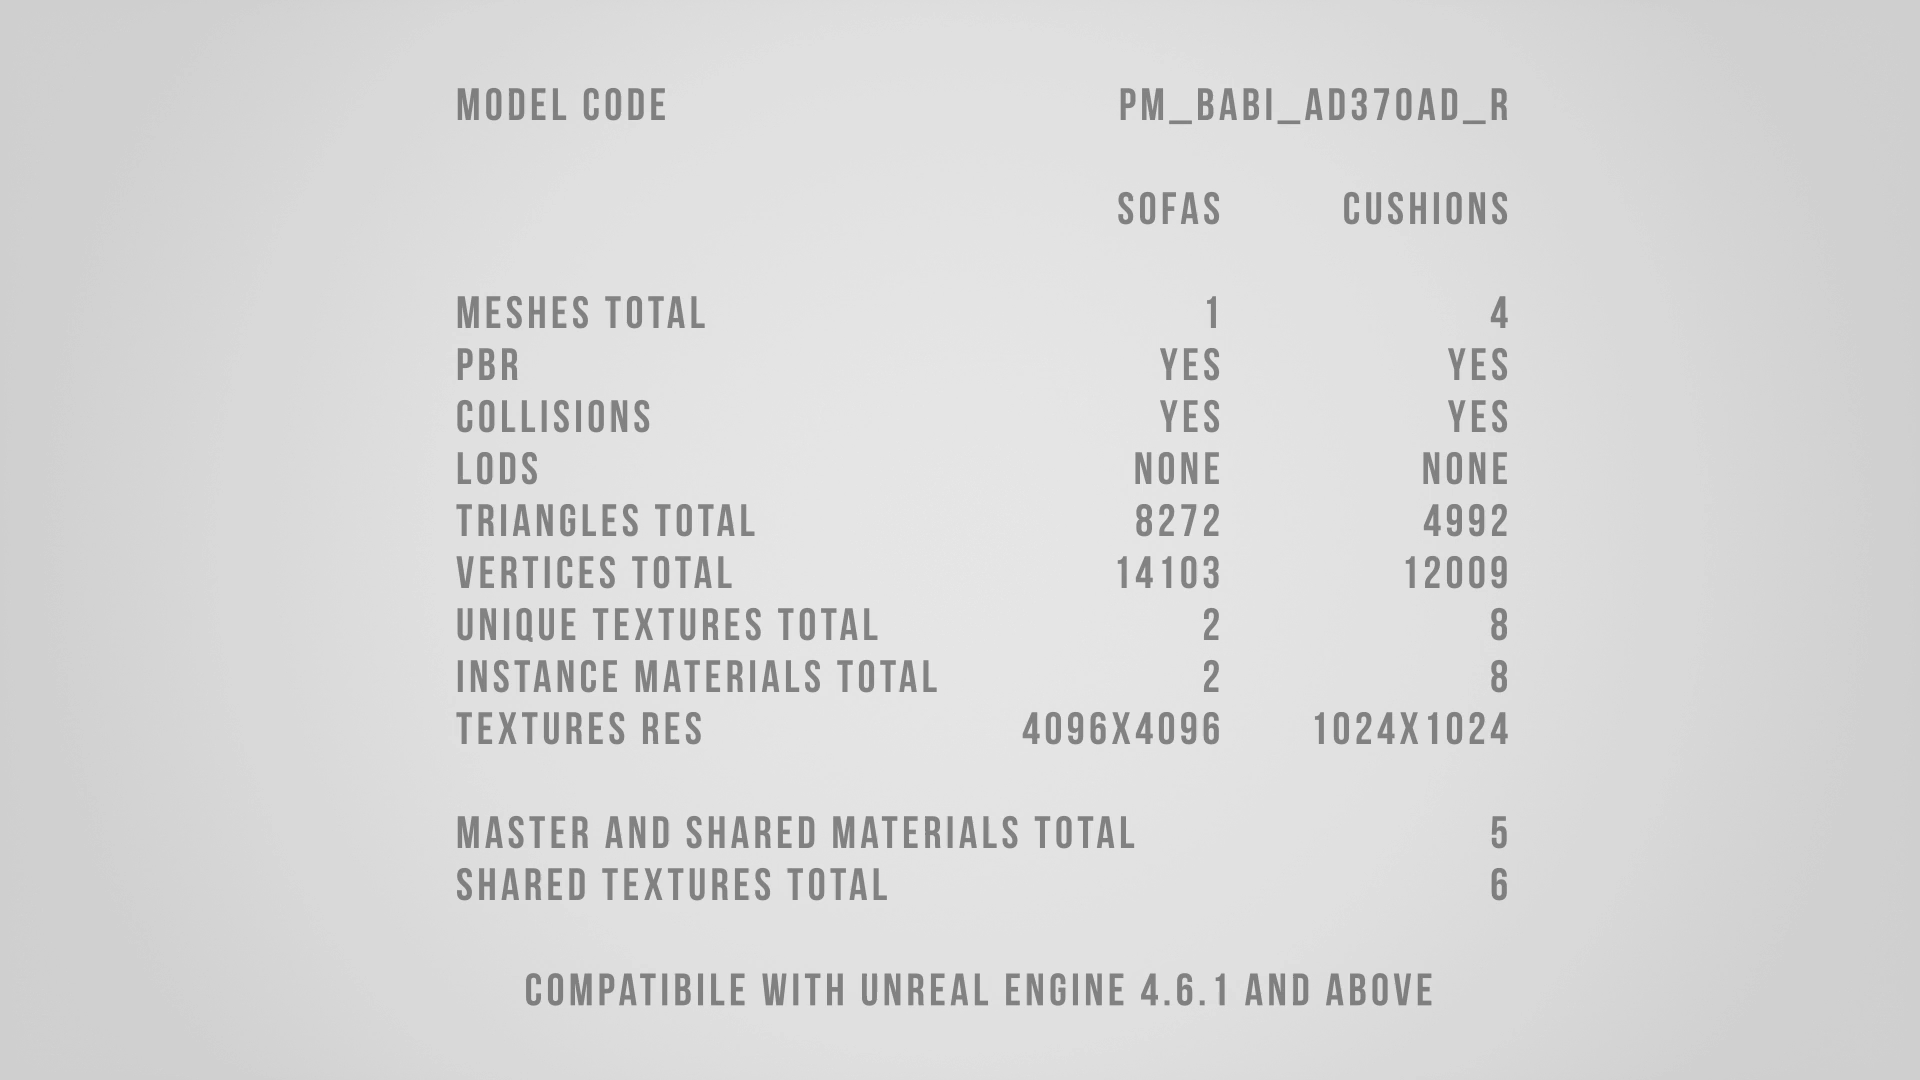 MODEL CODE PM_BABI_AD370AD_R
SOFAS CUSHIONS
MESHES TOTAL 1 4
PBR YES YES
COLLISIONS YES YES
LODS NONE NONE
TRIANGLES TOTAL 8272 4992
VERTICES TOTAL 14103 12009
UNIQUE TEXTURES TOTAL 2 8
INSTANCE MATERIALS TOTAL 2 8
TEXTURES RES 4096X4096 1024X1024
MASTER AND SHARED MATERIALS TOTAL 5
SHARED TEXTURES TOTAL 6
COMPATIBILE WITH UNREAL ENGINE 4.6.1 AND ABOVE